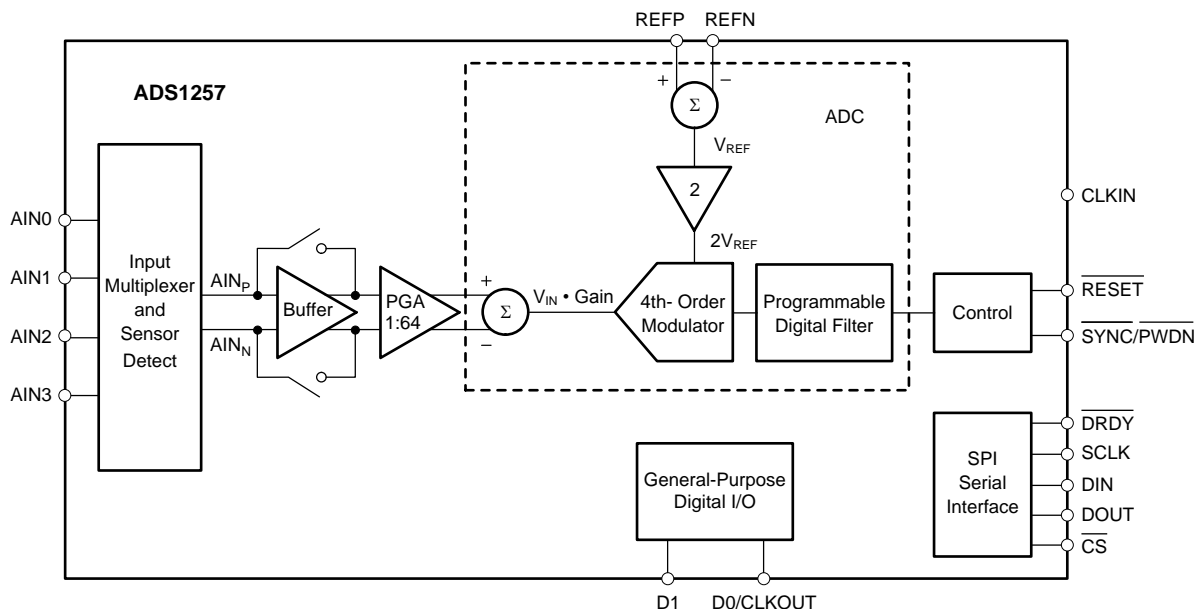 REFP
REFN
ADS1257
+
−
Σ
ADC
V_REF
2
2V_REF
CLKIN
AIN0
AIN1
AIN2
AIN3
Input
Multiplexer
and
Sensor
Detect
AIN_P
AIN_N
Buffer
PGA
1:64
+
−
Σ
V_IN • Gain
4th- Order
Modulator
Programmable
Digital Filter
Control
RESET
SYNC/PWDN
General-Purpose
Digital I/O
SPI
Serial
Interface
DRDY
SCLK
DIN
DOUT
CS
D1
D0/CLKOUT